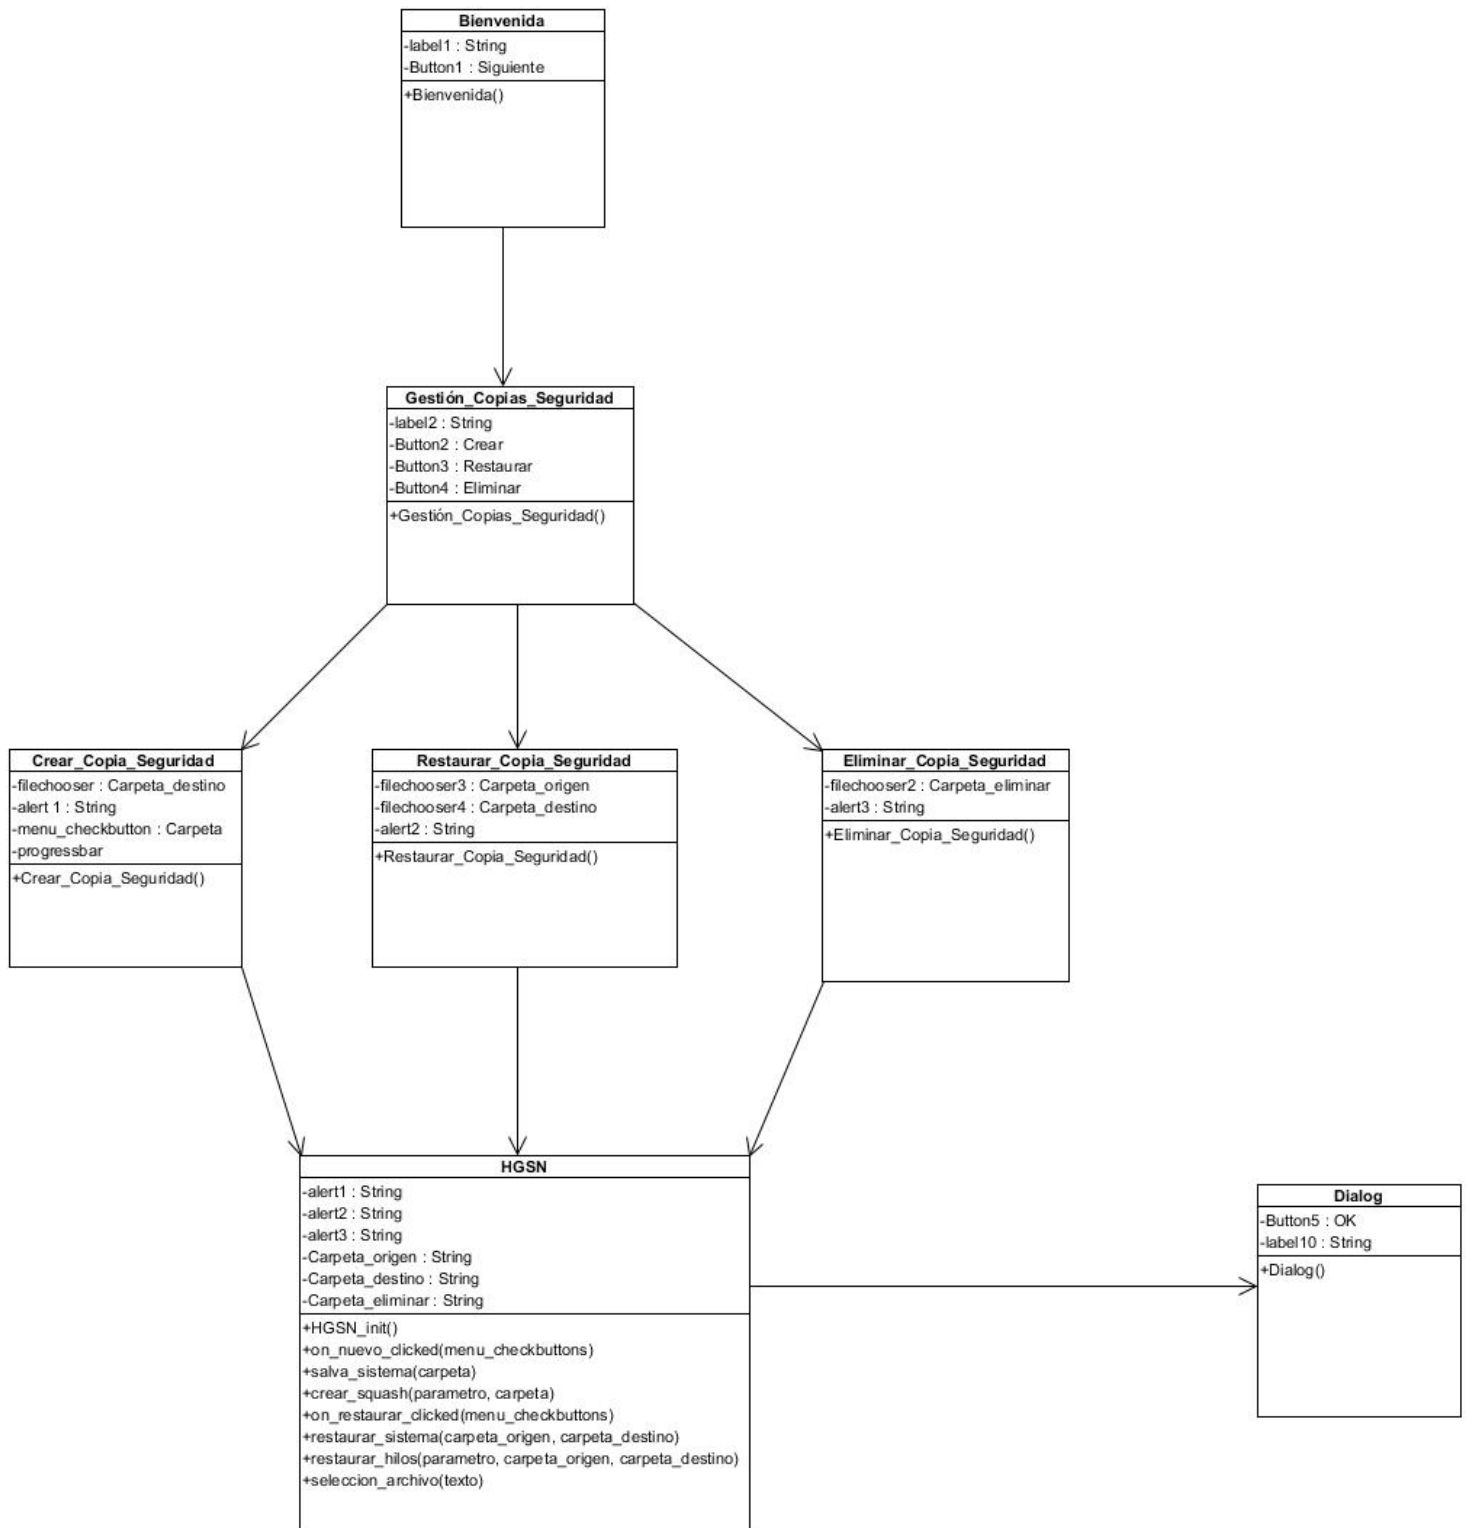 Bienvenida
-label1 : String
-Button1 : Siguiente
+Bienvenida()
Gestión_Copias_Seguridad
-label2 : String
-Button2 : Crear
-Button3 : Restaurar
-Button4 : Eliminar
+Gestión_Copias_Seguridad()
Crear_Copia_Seguridad
-filechooser : Carpeta_destino
-alert 1 : String
-menu_checkbutton : Carpeta
-progressbar
+Crear_Copia_Seguridad()
Restaurar_Copia_Seguridad
-filechooser3 : Carpeta_origen
-filechooser4 : Carpeta_destino
-alert2 : String
+Restaurar_Copia_Seguridad()
Eliminar_Copia_Seguridad
-filechooser2 : Carpeta_eliminar
-alert3 : String
+Eliminar_Copia_Seguridad()
HGSN
-alert1 : String
-alert2 : String
-alert3 : String
-Carpeta_origen : String
-Carpeta_destino : String
-Carpeta_eliminar : String
+HGSN_init()
+on_nuevo_clicked(menu_checkbuttons)
+salva_sistema(carpeta)
+crear_squash(parametro, carpeta)
+on_restaurar_clicked(menu_checkbuttons)
+restaurar_sistema(carpeta_origen, carpeta_destino)
+restaurar_hilos(parametro, carpeta_origen, carpeta_destino)
+seleccion_archivo(texto)
Dialog
-Button5 : OK
-label10 : String
+Dialog()